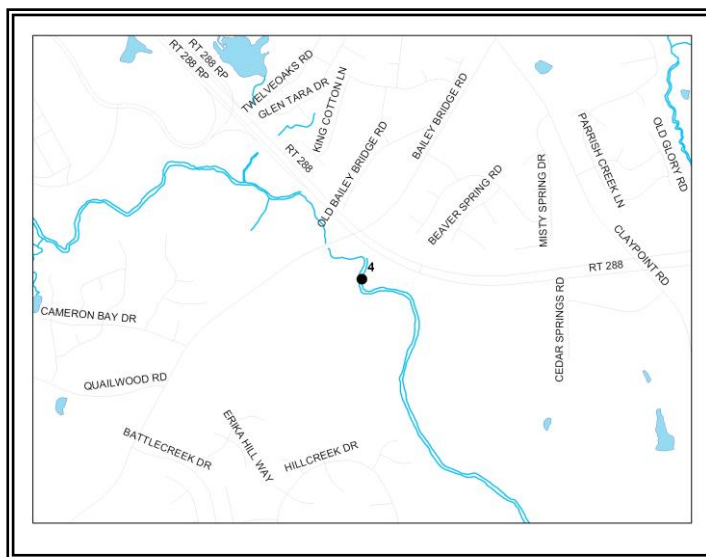 RT 288 RP
RT 288 RP
TWELVEOAKS RD
GLEN TARA DR
KING COTTON LN
RT 288
OLD BAILEY BRIDGE RD
BAILEY BRIDGE RD
BEAVER SPRING RD
MISTY SPRING DR
PARRISH CREEK LN
OLD GLORY RD
CLAYPOINT RD
RT 288
4
CEDAR SPRINGS RD
CAMERON BAY DR
QUAILWOOD RD
BATTLECREEK DR
ERIKA HILL WAY
HILLCREEK DR